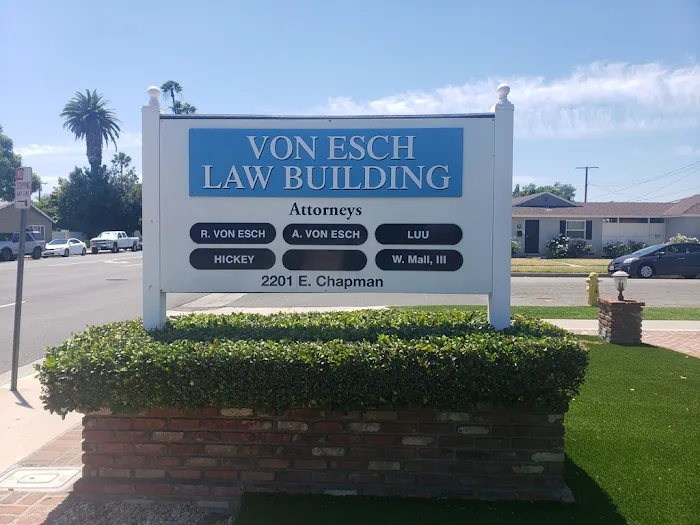 VON ESCH
LAW BUILDING
Attorneys
R. VON ESCH A. VON ESCH LUU
HICKEY W. Mall, III
2201 E. Chapman